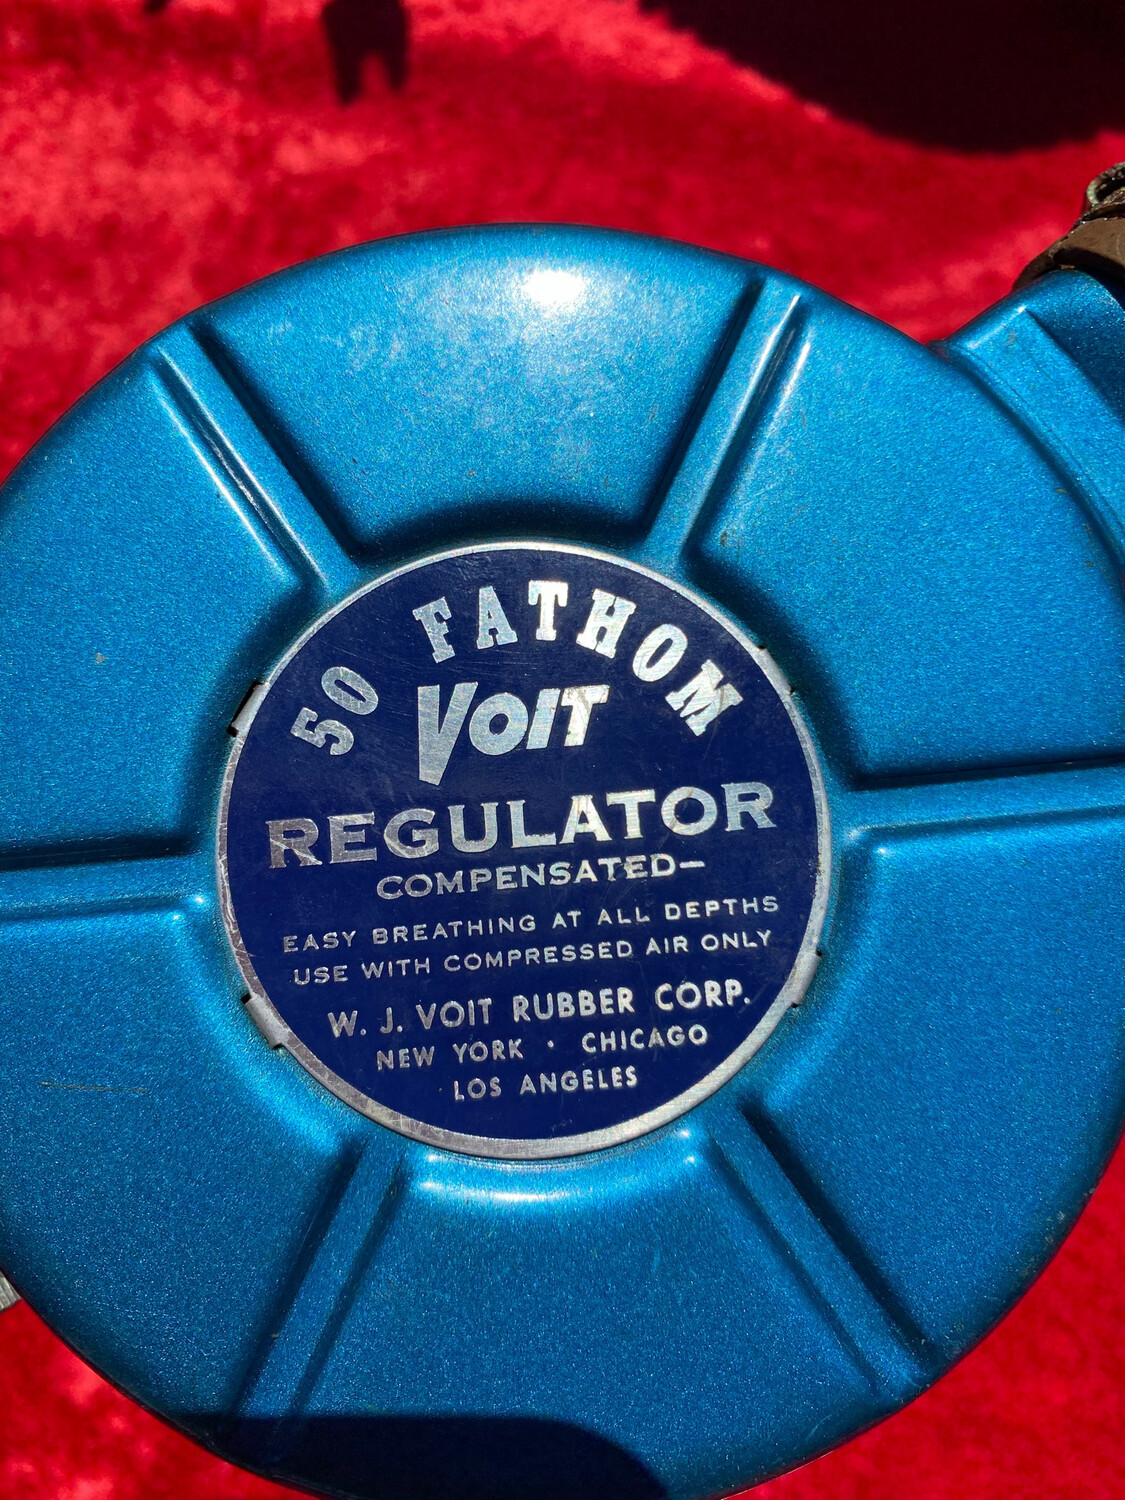 50 FATHOM
VOIT
REGULATOR
COMPENSATED—
EASY BREATHING AT ALL DEPTHS
USE WITH COMPRESSED AIR ONLY
W. J. VOIT RUBBER CORP.
NEW YORK · CHICAGO
LOS ANGELES